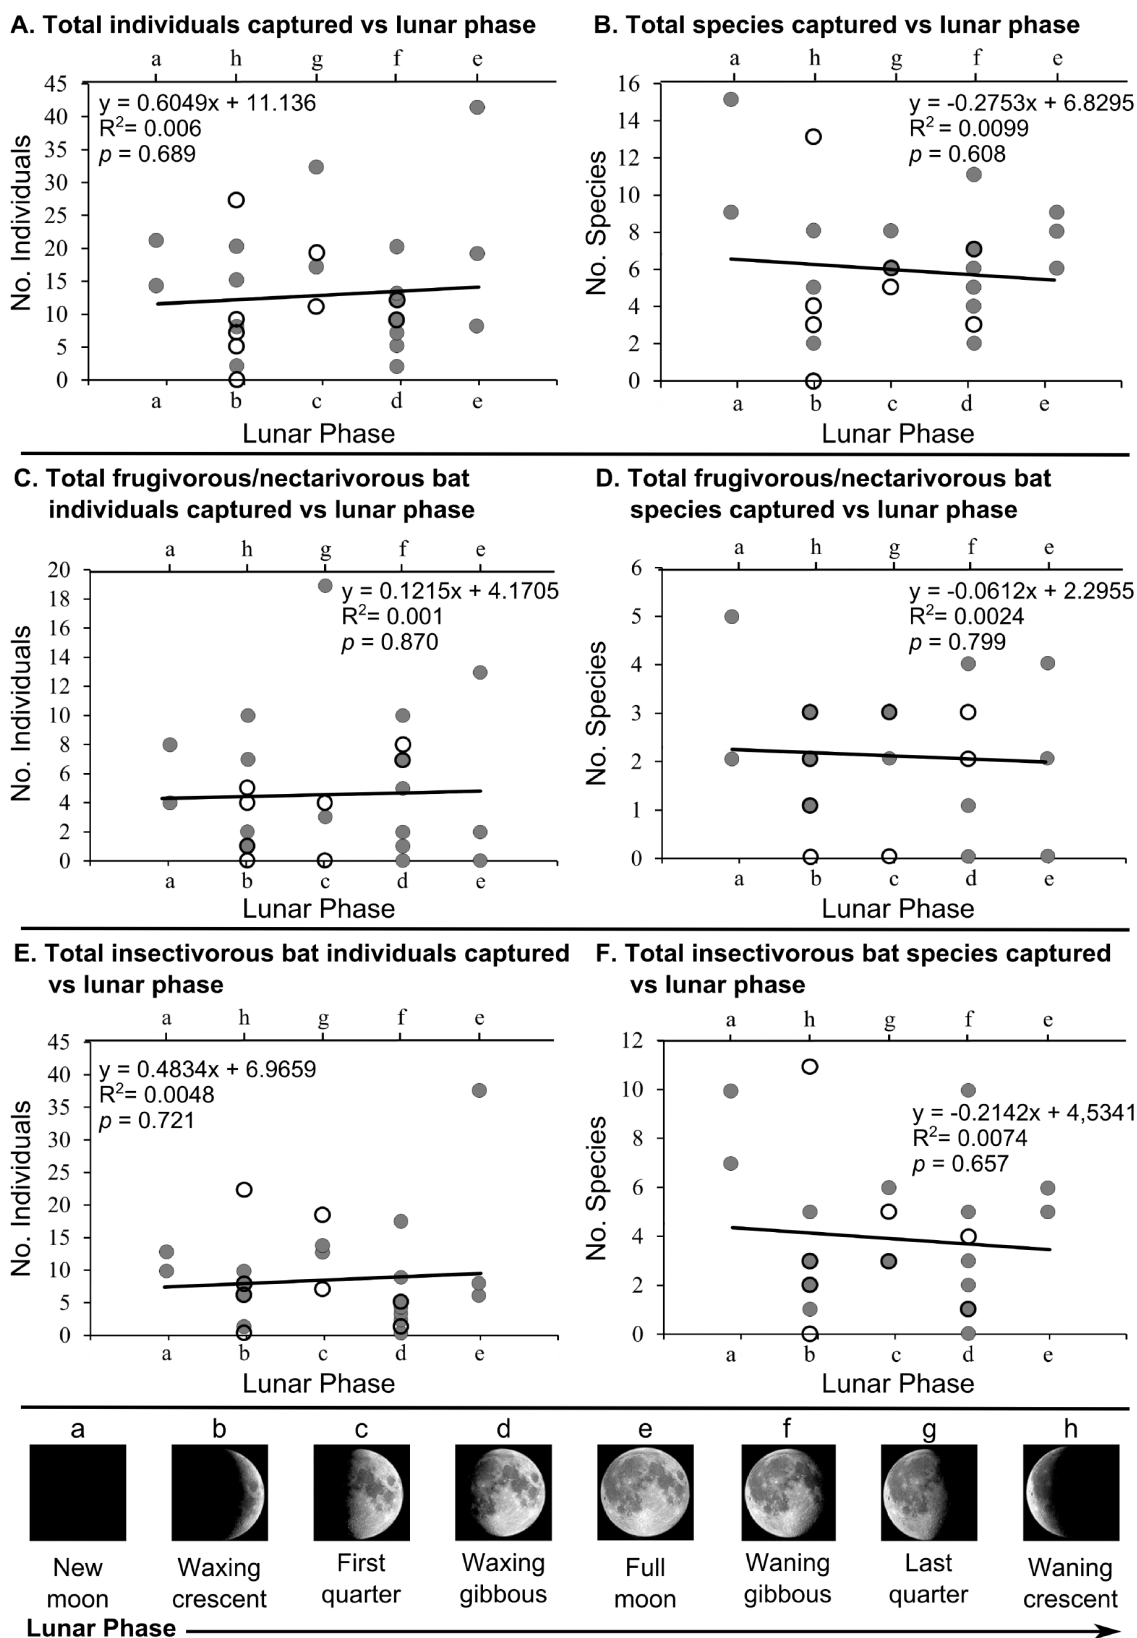 A. Total individuals captured vs lunar phase
a h g f e
45
40
35
30
25
20
15
10
5
0
y = 0.6049x + 11.136
R2= 0.006
p = 0.689
No. Individuals
a b c d e
Lunar Phase
B. Total species captured vs lunar phase
a h g f e
16
14
12
10
8
6
4
2
0
y = -0.2753x + 6.8295
R2 = 0.0099
p = 0.608
No. Species
a b c d e
Lunar Phase
C. Total frugivorous/nectarivorous bat
individuals captured vs lunar phase
a h g f e
20
18
16
14
12
10
8
6
4
2
0
y = 0.1215x + 4.1705
R2= 0.001
p = 0.870
No. Individuals
a b c d e
Lunar Phase
D. Total frugivorous/nectarivorous bat
species captured vs lunar phase
a h g f e
6
5
4
3
2
1
0
y = -0.0612x + 2.2955
R2= 0.0024
p = 0.799
No. Species
a b c d e
Lunar Phase
E. Total insectivorous bat individuals captured
vs lunar phase
a h g f e
45
40
35
30
25
20
15
10
5
0
y = 0.4834x + 6.9659
R2= 0.0048
p = 0.721
No. Individuals
a b c d e
Lunar Phase
F. Total insectivorous bat species captured
vs lunar phase
a h g f e
12
10
8
6
4
2
0
y = -0.2142x + 4,5341
R2= 0.0074
p = 0.657
No. Species
a b c d e
Lunar Phase
a b c d e f g h
New moon
Waxing crescent
First quarter
Waxing gibbous
Full moon
Waning gibbous
Last quarter
Waning crescent
Lunar Phase